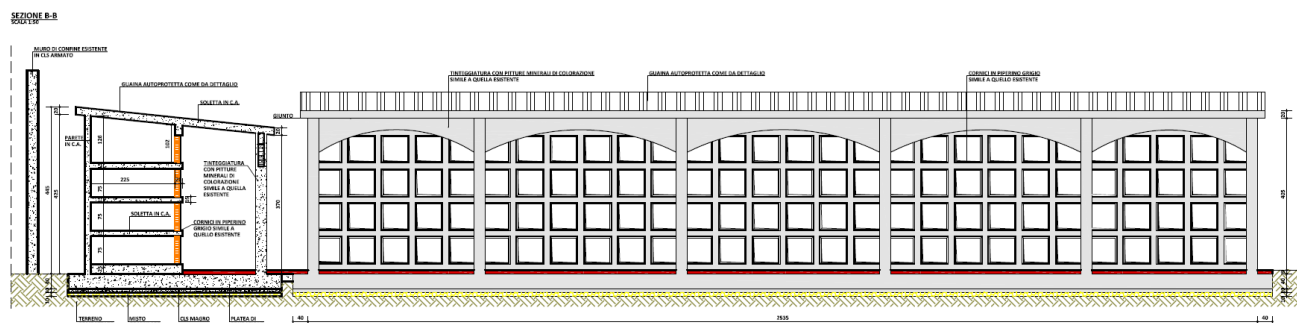 SEZIONE B-B
SCALA 1:50
MURO DI CONFINE ESISTENTE
IN CLS ARMATO
GUAINA AUTOPROTETTA COME DA DETTAGLIO
SOLETTA IN C.A.
GIUNTO
TINTEGGIATURA CON PITTURE MINERALI DI COLORAZIONE
SIMILE A QUELLA ESISTENTE
GUAINA AUTOPROTETTA COME DA DETTAGLIO
CORNICI IN PIPERINO GRIGIO
SIMILE A QUELLO ESISTENTE
PARETE
IN C.A.
128
102
TINTEGGIATURA
CON PITTURE
MINERALI DI
COLORAZIONE
SIMILE A QUELLA
ESISTENTE
225
75
445
425
370
405
SOLETTA IN C.A.
75
CORNICI IN PIPERINO
GRIGIO SIMILE A
QUELLO ESISTENTE
75
TERRENO
MISTO
CLS MAGRO
PLATEA DI
40
7535
40